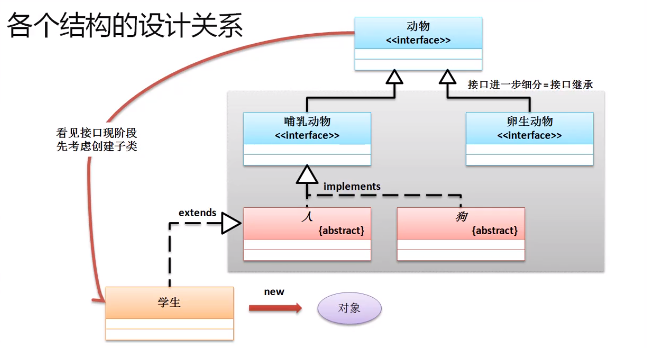 各个结构的设计关系
动物
<<interface>>
接口进一步细分=接口继承
哺乳动物
<<interface>>
卵生动物
<<interface>>
看见接口现阶段
先考虑创建子类
implements
extends
人
{abstract}
狗
{abstract}
学生
new
对象